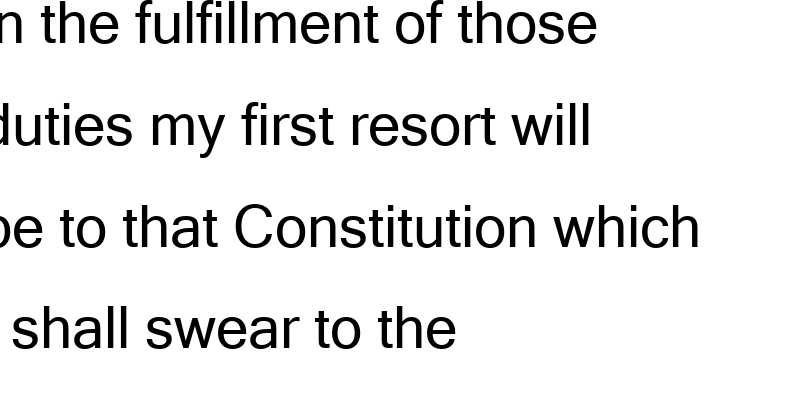 n the fulfillment of those
duties my first resort will
be to that Constitution which
shall swear to the